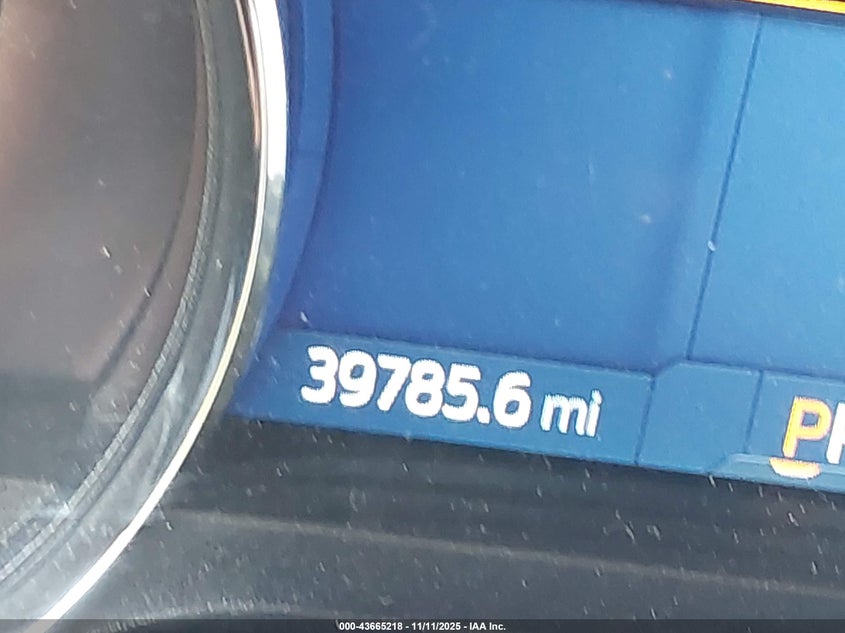 39785.6 mi
P
000-43665218 - 11/11/2025 - IAA Inc.